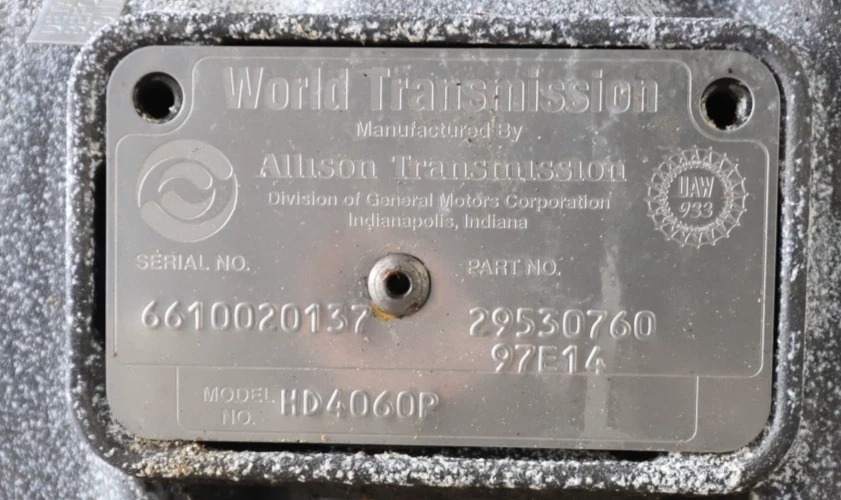 World Transmission
Manufactured By
Allison Transmission
Division of General Motors Corporation
Indianapolis, Indiana
UAW
933
SERIAL NO.
PART NO.
6610020137
29530760
97E14
MODEL NO.
HD4060P